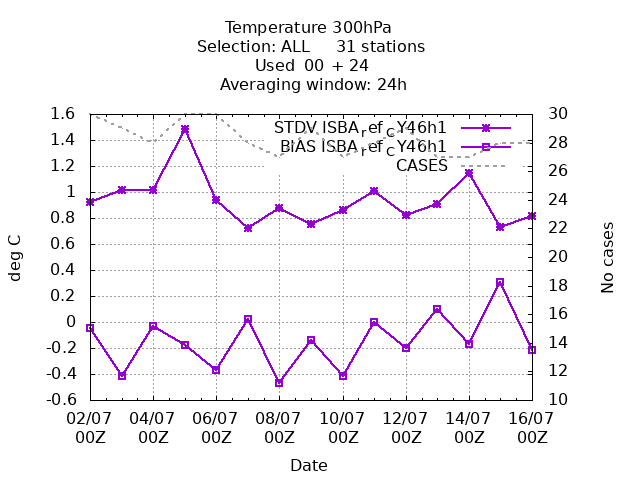 Temperature 300hPa
Selection: ALL 31 stations
Used 00 + 24
Averaging window: 24h
STDV ISBA_ref_CY46h1
BIAS ISBA_ref_CY46h1
CASES
1.6
1.4
1.2
1
0.8
0.6
0.4
0.2
0
-0.2
-0.4
-0.6
deg C
30
28
26
24
22
20
18
16
14
12
10
No cases
02/07 04/07 06/07 08/07 10/07 12/07 14/07 16/07
00Z 00Z 00Z 00Z 00Z 00Z 00Z 00Z
Date